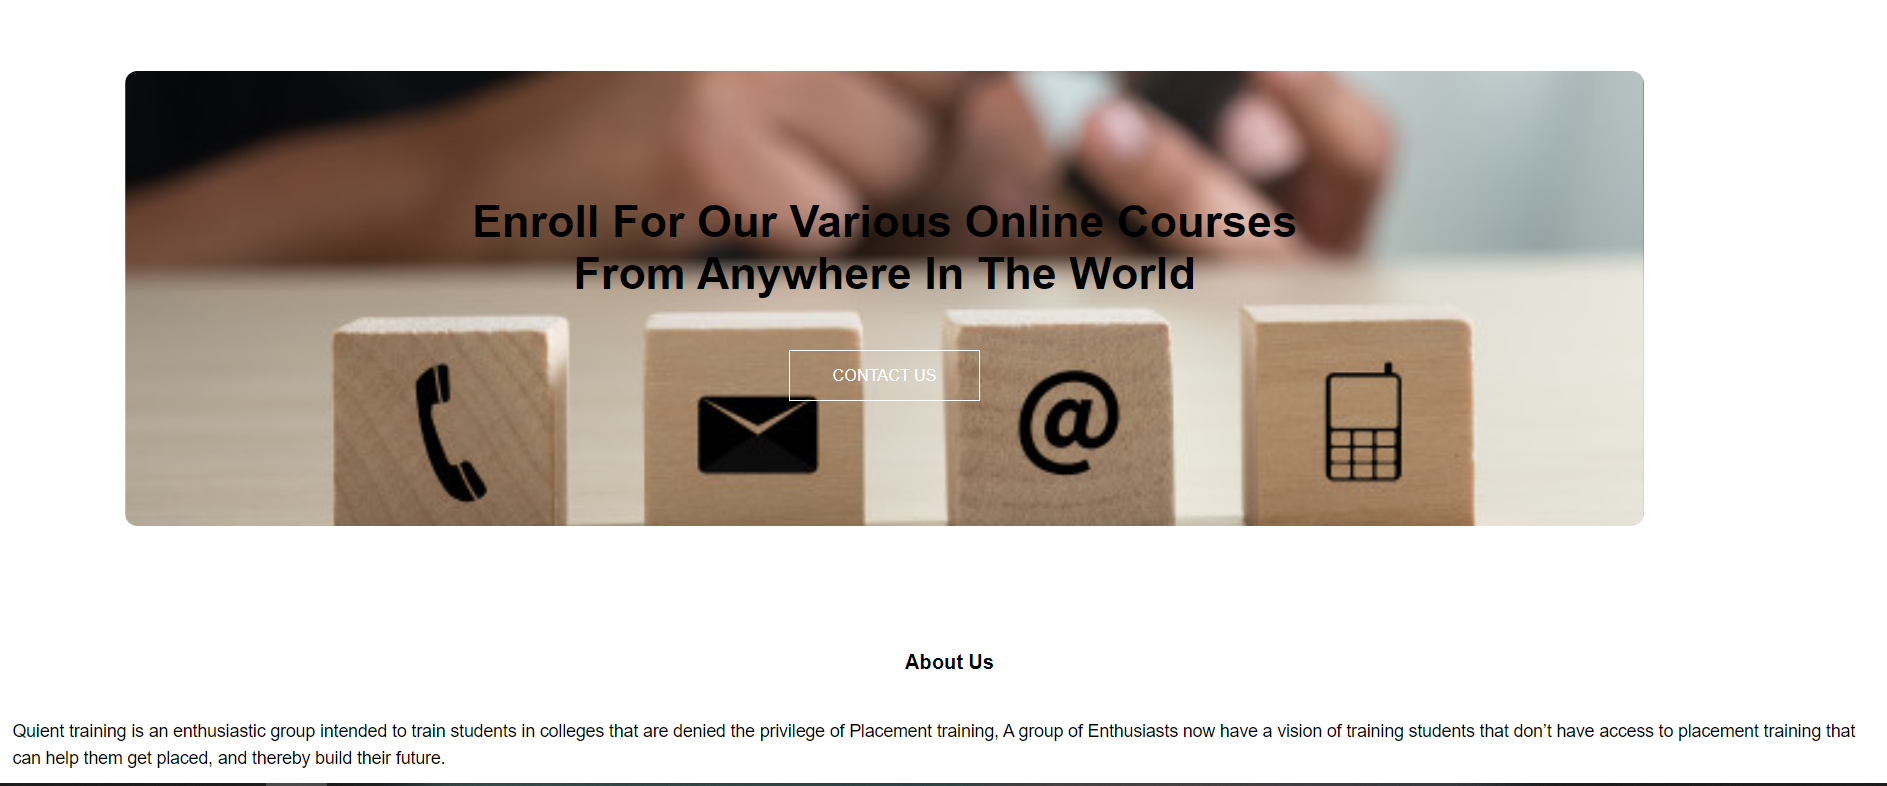 Enroll For Our Various Online Courses
From Anywhere In The World
CONTACT US
@
About Us
Quient training is an enthusiastic group intended to train students in colleges that are denied the privilege of Placement training, A group of Enthusiasts now have a vision of training students that don’t have access to placement training that
can help them get placed, and thereby build their future.